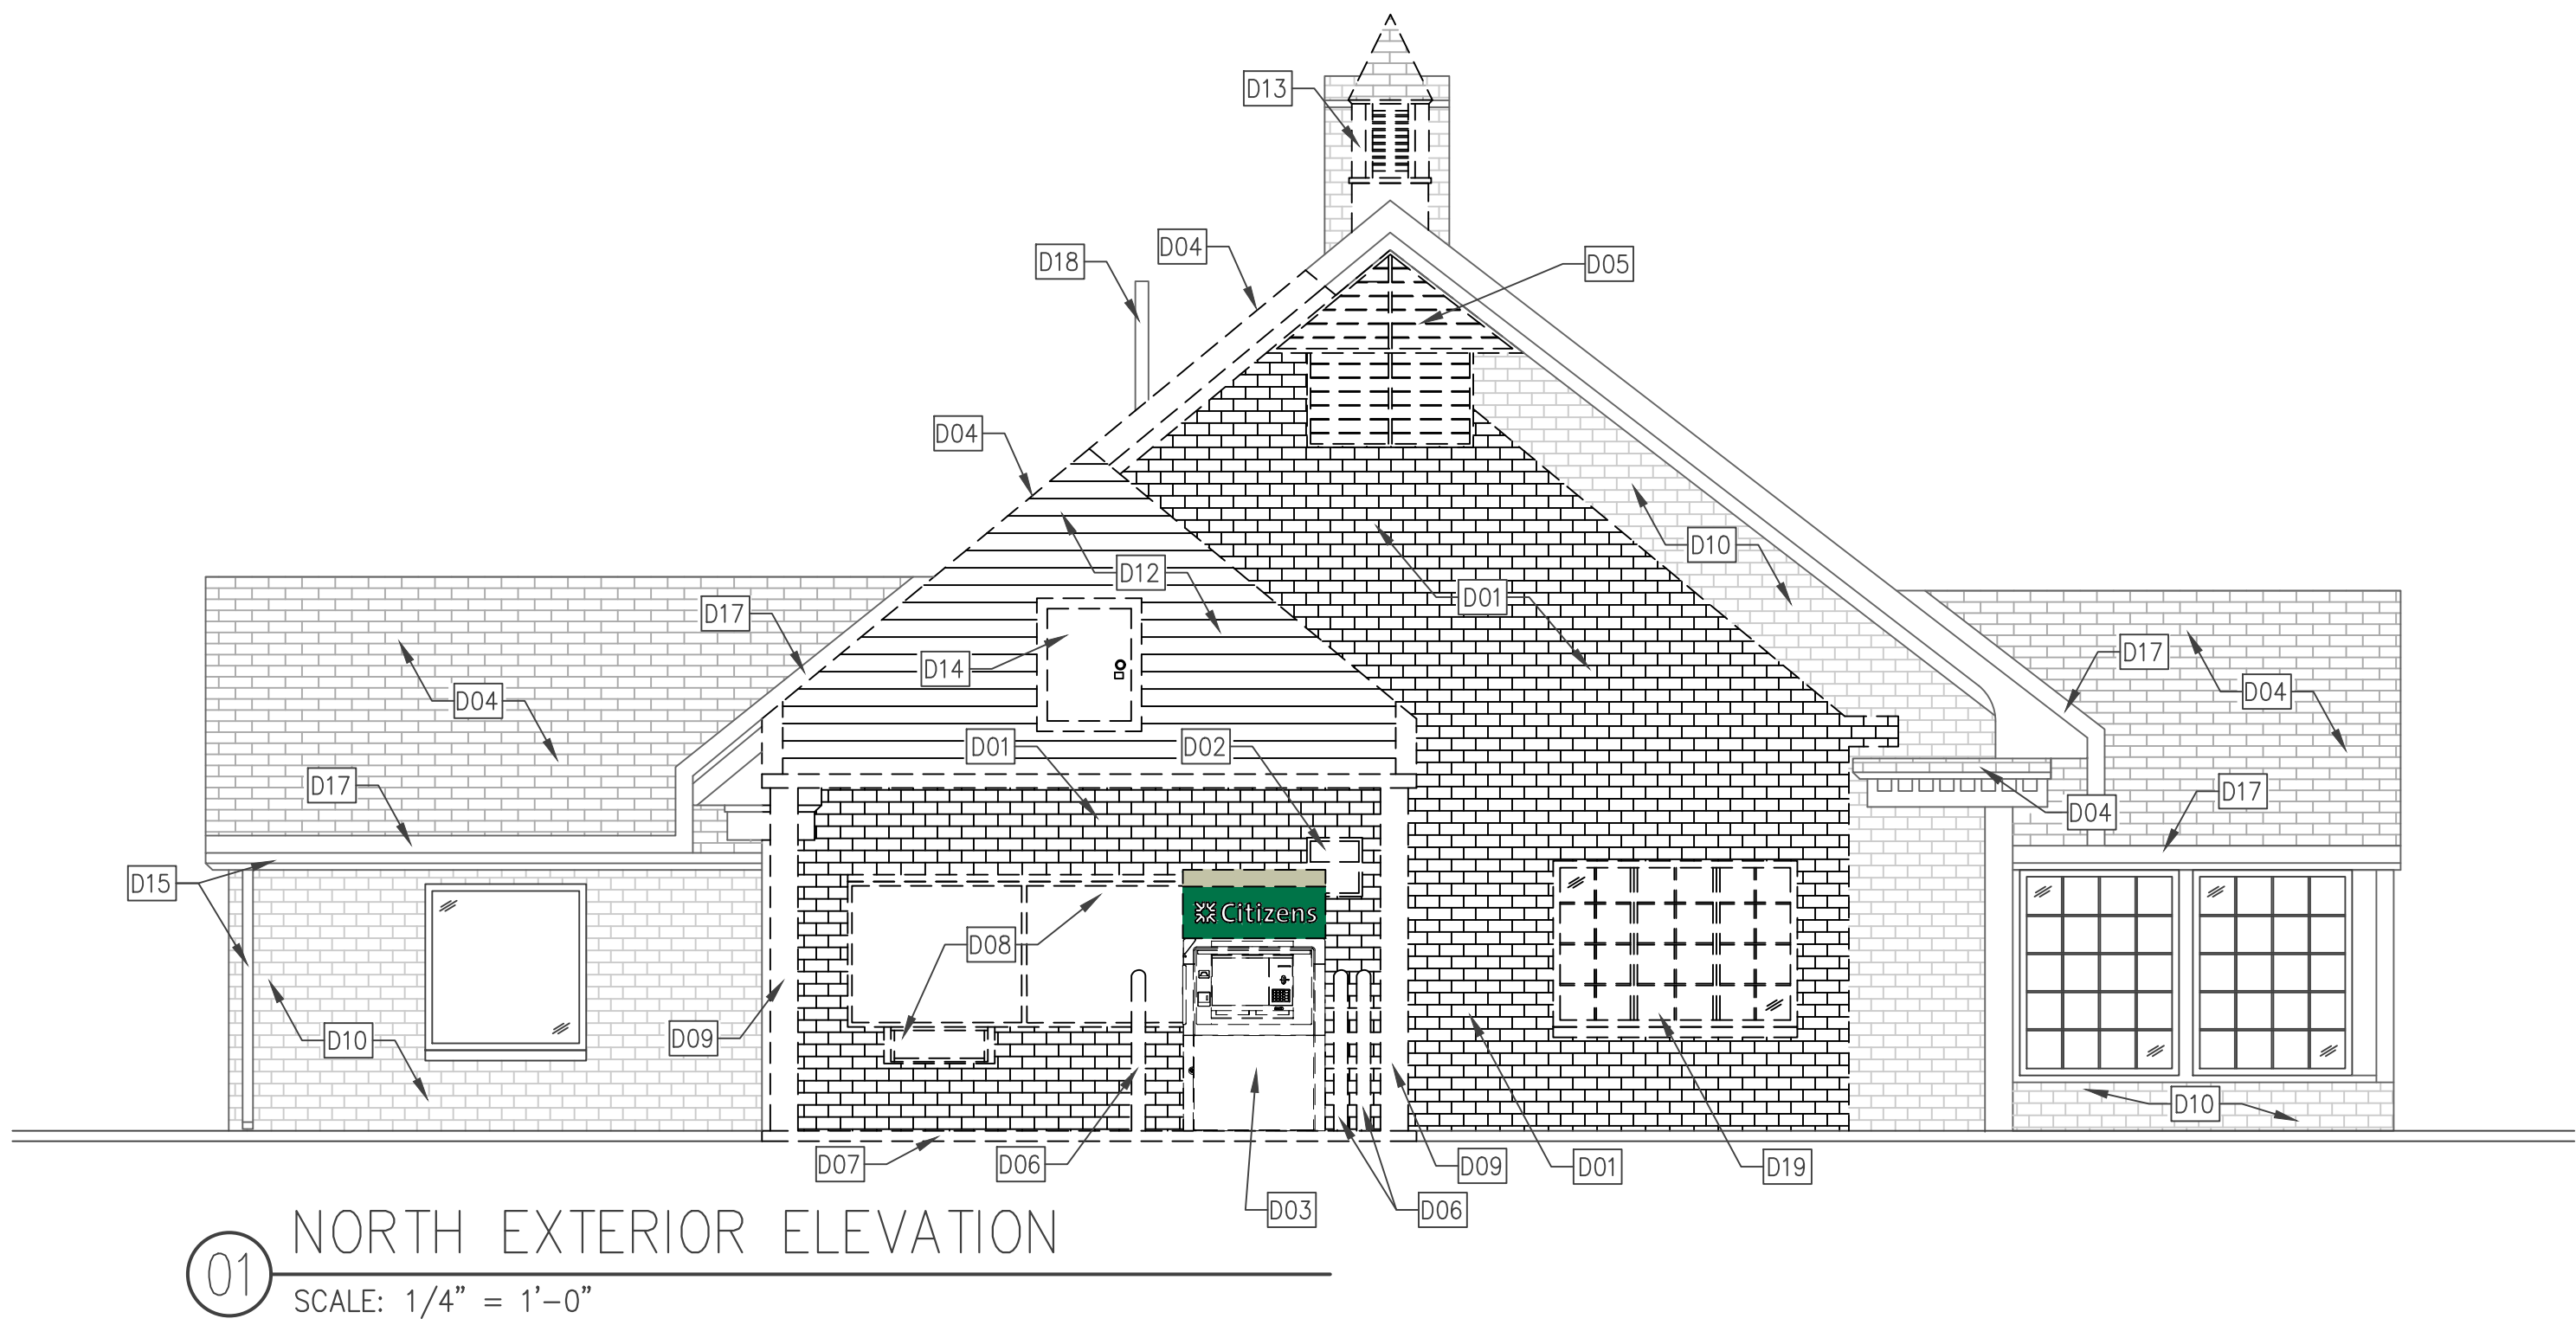 D13
D04
D18
D05
D04
D10
D12
D01
D17
D14
D17
D04
D04
D01
D02
D17
D17
D04
D15
Citizens
D08
D10
D09
D10
D07
D06
D09
D01
D19
D03
D06
01
NORTH EXTERIOR ELEVATION
SCALE: 1/4" = 1'-0"